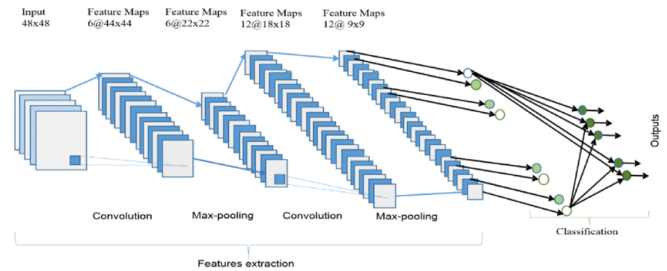 Input
48x48
Feature Maps
6@44x44
Feature Maps
6@22x22
Feature Maps
12@18x18
Feature Maps
12@ 9x9
Outputs
Convolution
Max-pooling
Convolution
Max-pooling
Classification
Features extraction